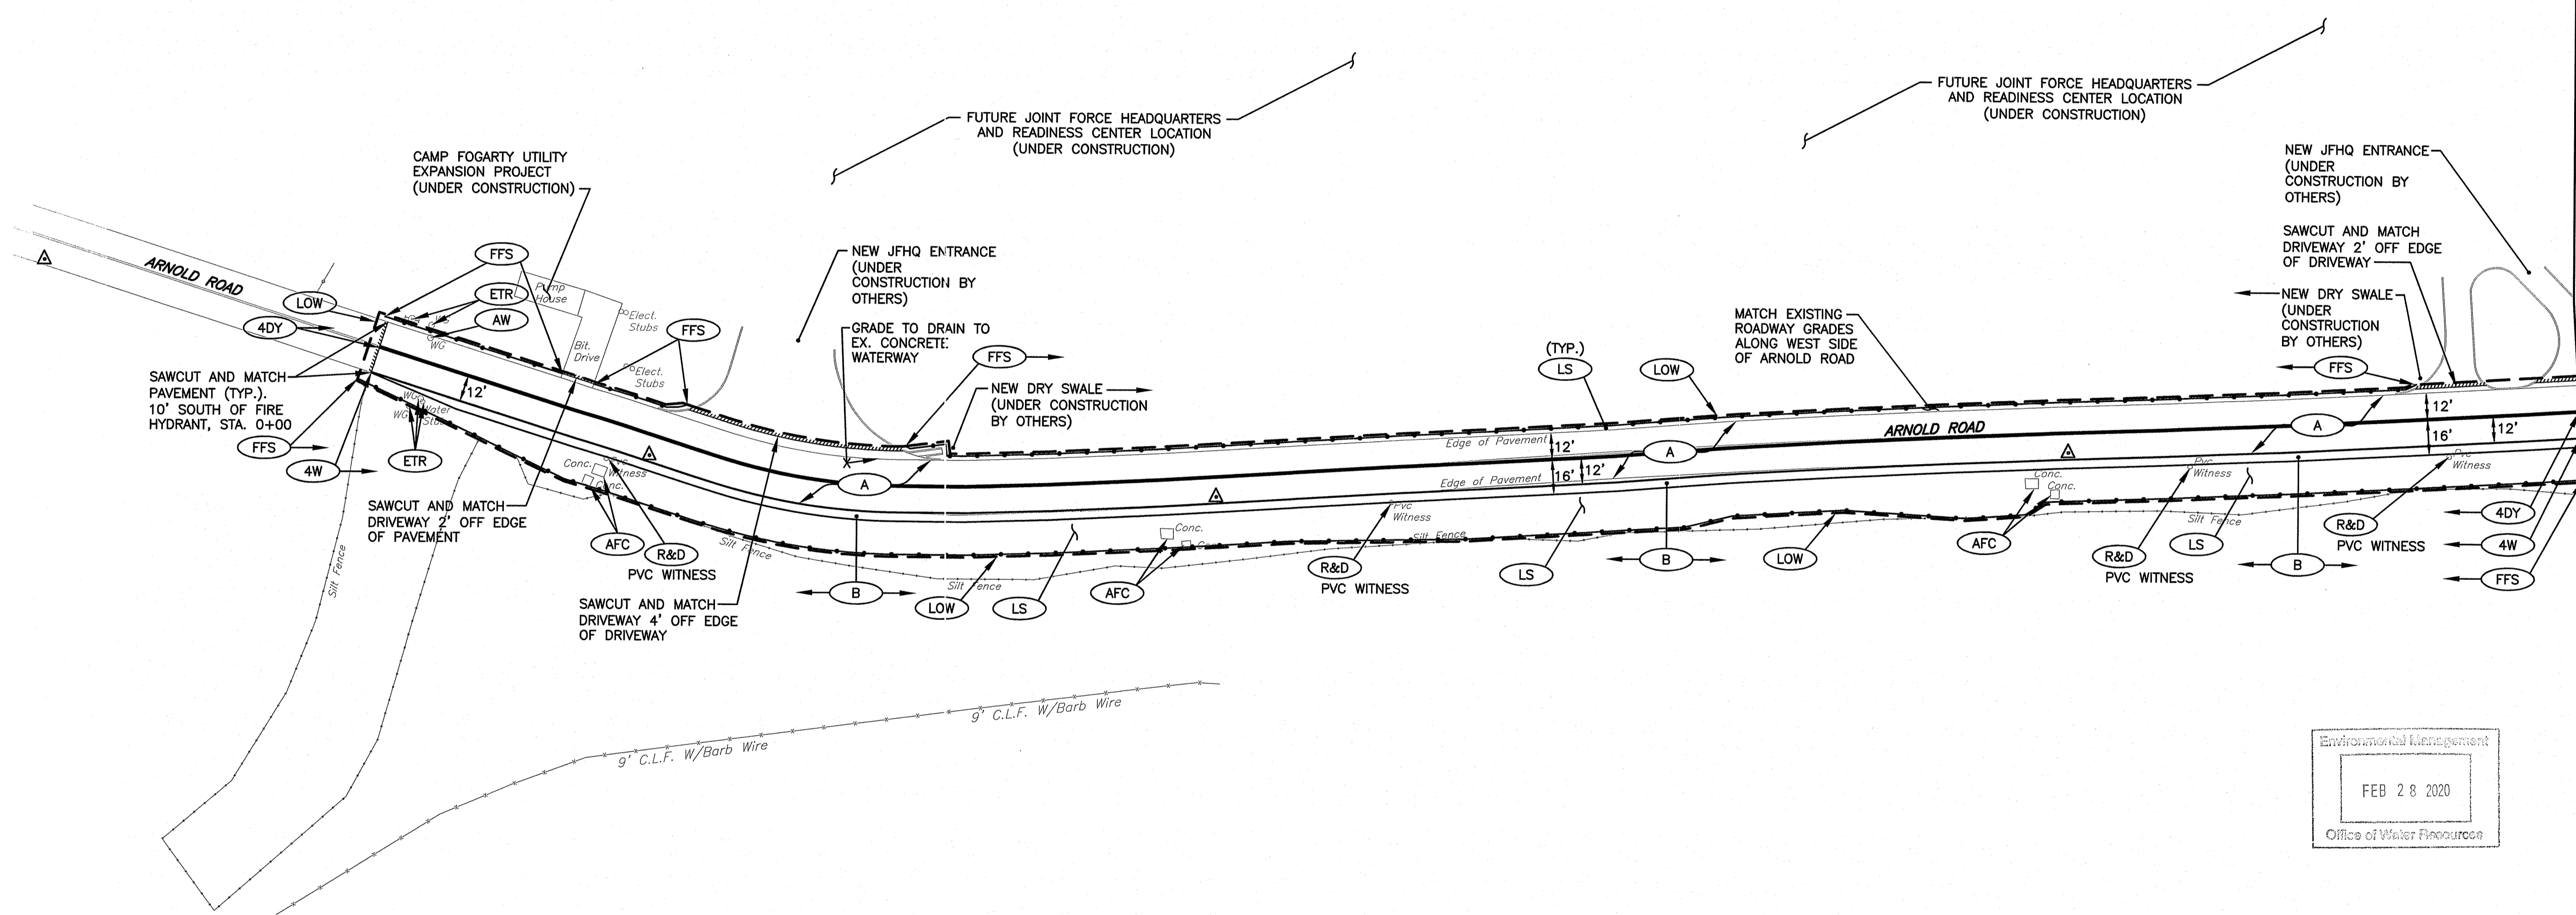 FUTURE JOINT FORCE HEADQUARTERS
AND READINESS CENTER LOCATION
(UNDER CONSTRUCTION)
FUTURE JOINT FORCE HEADQUARTERS
AND READINESS CENTER LOCATION
(UNDER CONSTRUCTION)
CAMP FOGARTY UTILITY
EXPANSION PROJECT
(UNDER CONSTRUCTION)
NEW JFHQ ENTRANCE
(UNDER
CONSTRUCTION BY
OTHERS)
SAWCUT AND MATCH
DRIVEWAY 2' OFF EDGE
OF DRIVEWAY
NEW DRY SWALE
(UNDER
CONSTRUCTION
BY OTHERS)
FFS
ARNOLD ROAD
FFS
LOW
ETR
4DY
AW
WG
Pump
House
Elect.
Stubs
Bit.
Drive
Elect.
Stubs
FFS
NEW JFHQ ENTRANCE
(UNDER
CONSTRUCTION BY
OTHERS)
GRADE TO DRAIN TO
EX. CONCRETE
WATERWAY
FFS
NEW DRY SWALE
(UNDER CONSTRUCTION
BY OTHERS)
(TYP.)
LS
LOW
MATCH EXISTING
ROADWAY GRADES
ALONG WEST SIDE
OF ARNOLD ROAD
SAWCUT AND MATCH
PAVEMENT (TYP.).
10' SOUTH OF FIRE
HYDRANT, STA. 0+00
12'
WG
WG
Water
FFS
4W
ETR
SAWCUT AND MATCH
DRIVEWAY 2' OFF EDGE
OF PAVEMENT
Conc.
Witness
Conc.
AFC
R&D
PVC WITNESS
Silt Fence
Silt Fence
SAWCUT AND MATCH
DRIVEWAY 4' OFF EDGE
OF DRIVEWAY
A
B
LOW
Silt Fence
LS
AFC
Conc.
Edge of Pavement
12'
Edge of Pavement
16'
12'
A
ARNOLD ROAD
Pvc
Witness
R&D
PVC WITNESS
Silt Fence
LS
B
LOW
Conc.
Conc.
AFC
A
12'
16'
12'
Pvc
Witness
R&D
PVC WITNESS
Silt Fence
LS
B
Pvc
Witness
R&D
PVC WITNESS
4DY
4W
FFS
9' C.L.F. W/Barb Wire
9' C.L.F. W/Barb Wire
Environmental Management
FEB 28 2020
Office of Water Resources